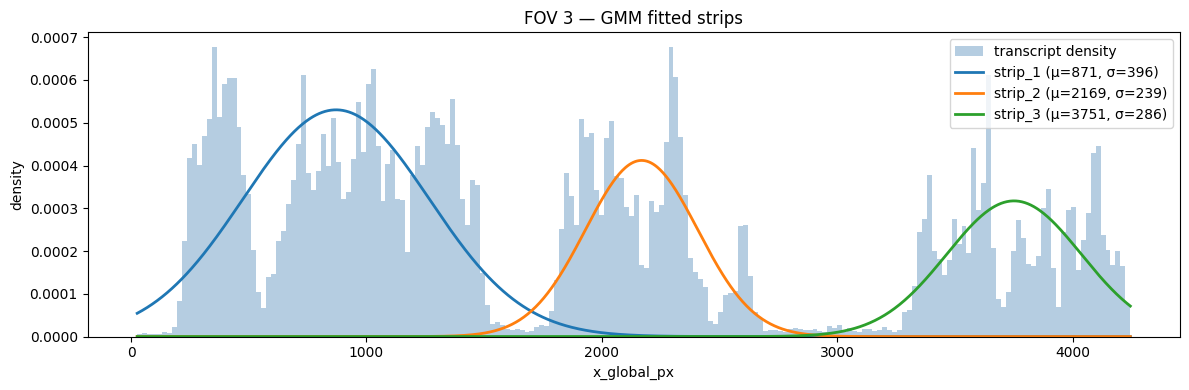 FOV 3 — GMM fitted strips
density
0.0007
0.0006
0.0005
0.0004
0.0003
0.0002
0.0001
0.0000
transcript density
strip_1 (μ=871, σ=396)
strip_2 (μ=2169, σ=239)
strip_3 (μ=3751, σ=286)
0
1000
2000
3000
4000
x_global_px